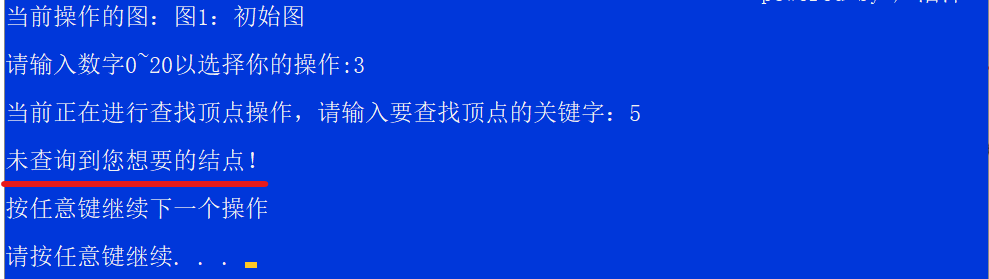 当前操作的图：图1：初始图
请输入数字0~20以选择你的操作:3
当前正在进行查找顶点操作，请输入要查找顶点的关键字：5
未查询到您想要的结点！
按任意键继续下一个操作
请按任意键继续. . .